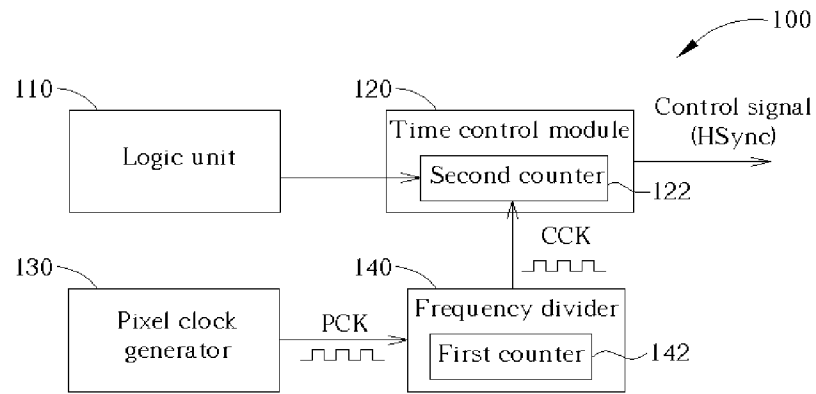 100
110
120
Control signal
(HSync)
Logic unit
Time control module
Second counter
122
CCK
130
140
Pixel clock
generator
PCK
Frequency divider
First counter
142